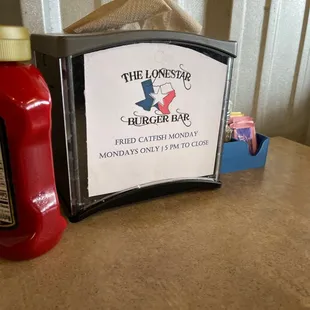 THE LONESTAR
BURGER BAR
FRIED CATFISH MONDAY
MONDAYS ONLY | 5 PM TO CLOSE